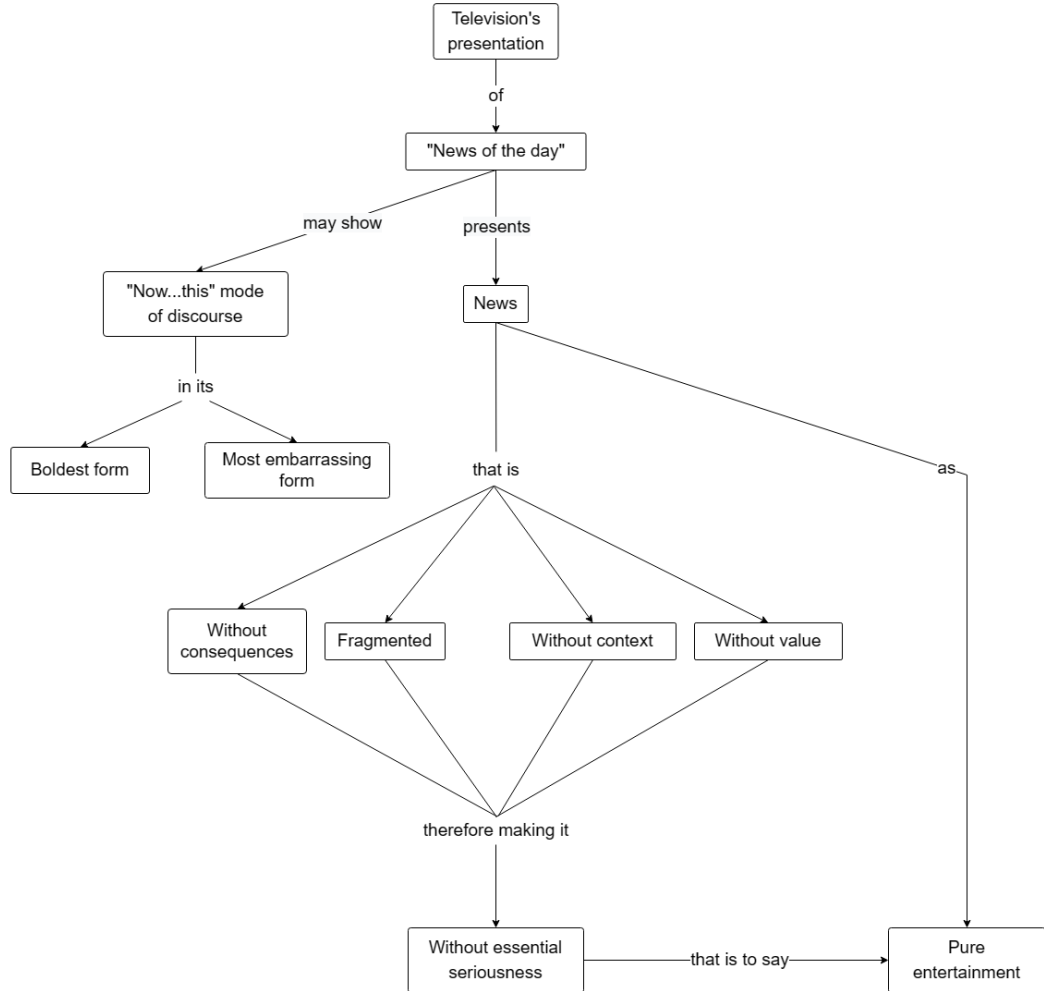 Television's
presentation
of
"News of the day"
may show
presents
"Now...this" mode
of discourse
News
in its
Boldest form
Most embarrassing
form
that is
as
Without
consequences
Fragmented
Without context
Without value
therefore making it
Without essential
seriousness
that is to say
Pure
entertainment